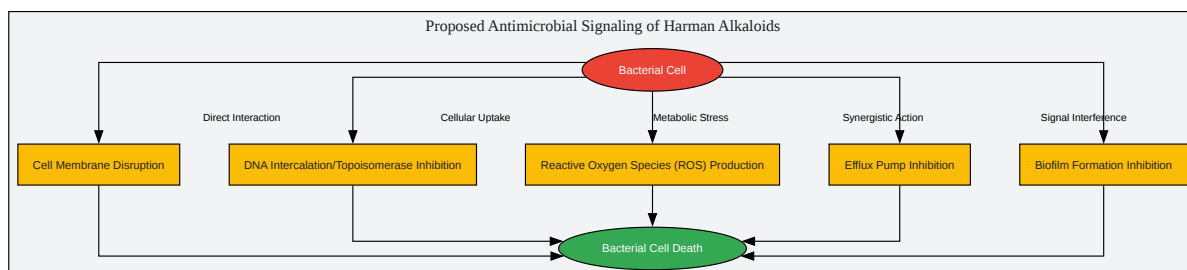 Proposed Antimicrobial Signaling of Harman Alkaloids
Bacterial Cell
Direct Interaction
Cellular Uptake
Metabolic Stress
Synergistic Action
Signal Interference
Cell Membrane Disruption
DNA Intercalation/Topoisomerase Inhibition
Reactive Oxygen Species (ROS) Production
Efflux Pump Inhibition
Biofilm Formation Inhibition
Bacterial Cell Death